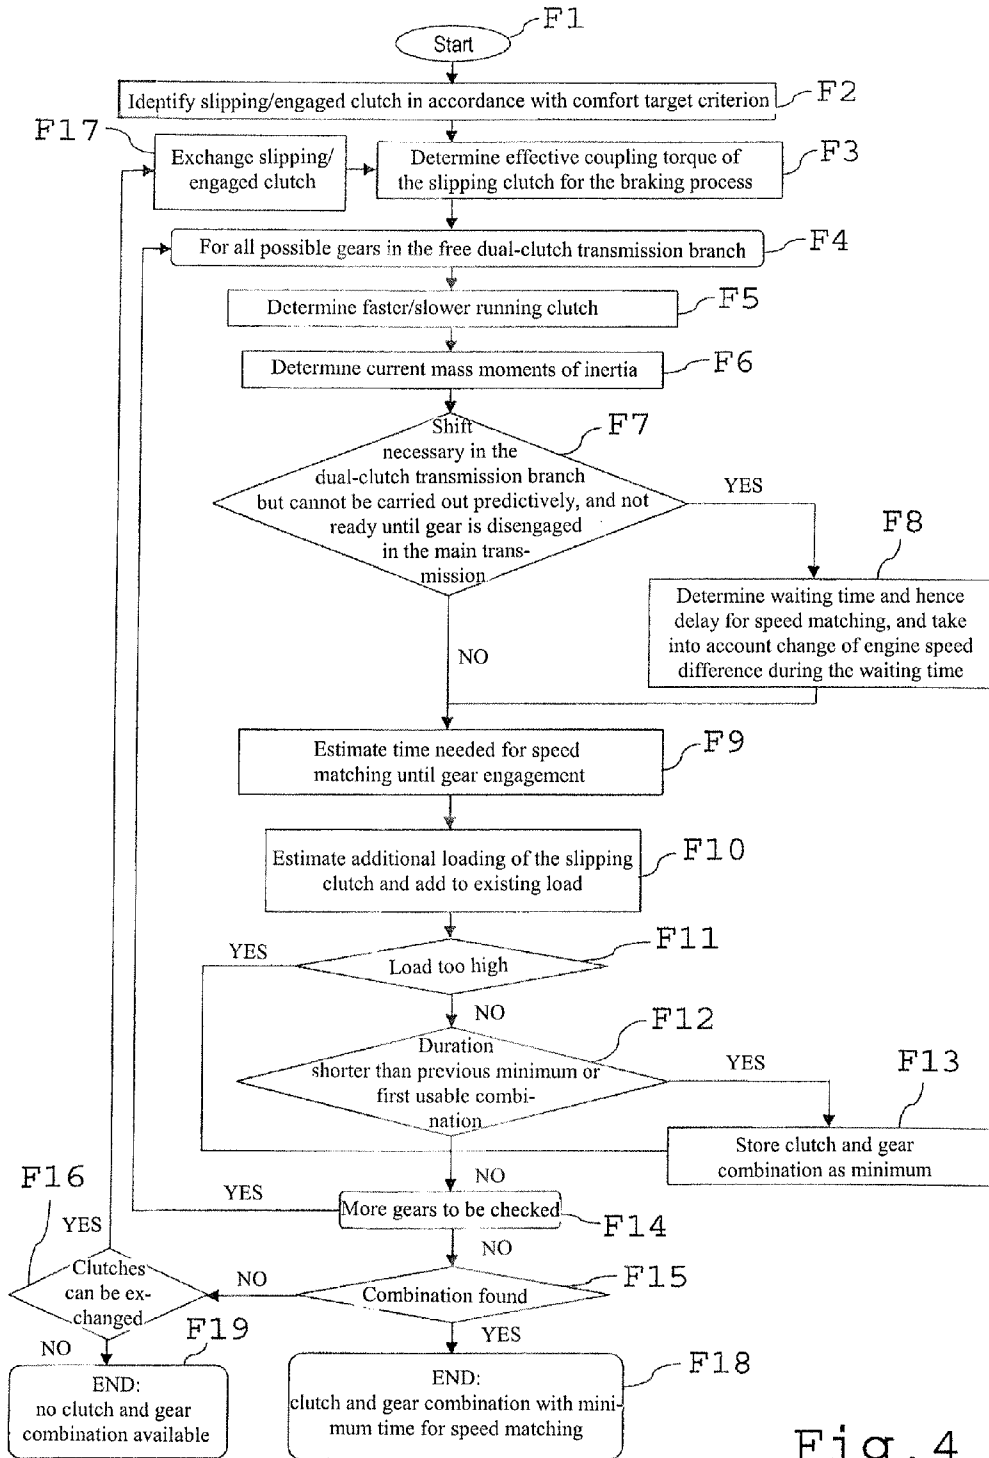 F1
Start
Identify slipping/engaged clutch in accordance with comfort target criterion
F2
F17
Exchange slipping/
engaged clutch
Determine effective coupling torque of
the slipping clutch for the braking process
F3
For all possible gears in the free dual-clutch transmission branch
F4
Determine faster/slower running clutch
F5
Determine current mass moments of inertia
F6
Shift
necessary in the
dual-clutch transmission branch
but cannot be carried out predictively, and not
ready until gear is disengaged
in the main trans-
mission
F7
YES
F8
Determine waiting time and hence
delay for speed matching, and take
into account change of engine speed
difference during the waiting time
NO
Estimate time needed for speed
matching until gear engagement
F9
Estimate additional loading of the slipping
clutch and add to existing load
F10
YES
Load too high
F11
NO
Duration
shorter than previous minimum or
first usable combi-
nation
F12
YES
F13
Store clutch and gear
combination as minimum
NO
YES
More gears to be checked
F14
F16
YES
NO
Clutches
can be ex-
changed
NO
Combination found
F15
NO
F19
YES
END:
no clutch and gear
combination available
END:
clutch and gear combination with mini-
mum time for speed matching
F18
Fig.4